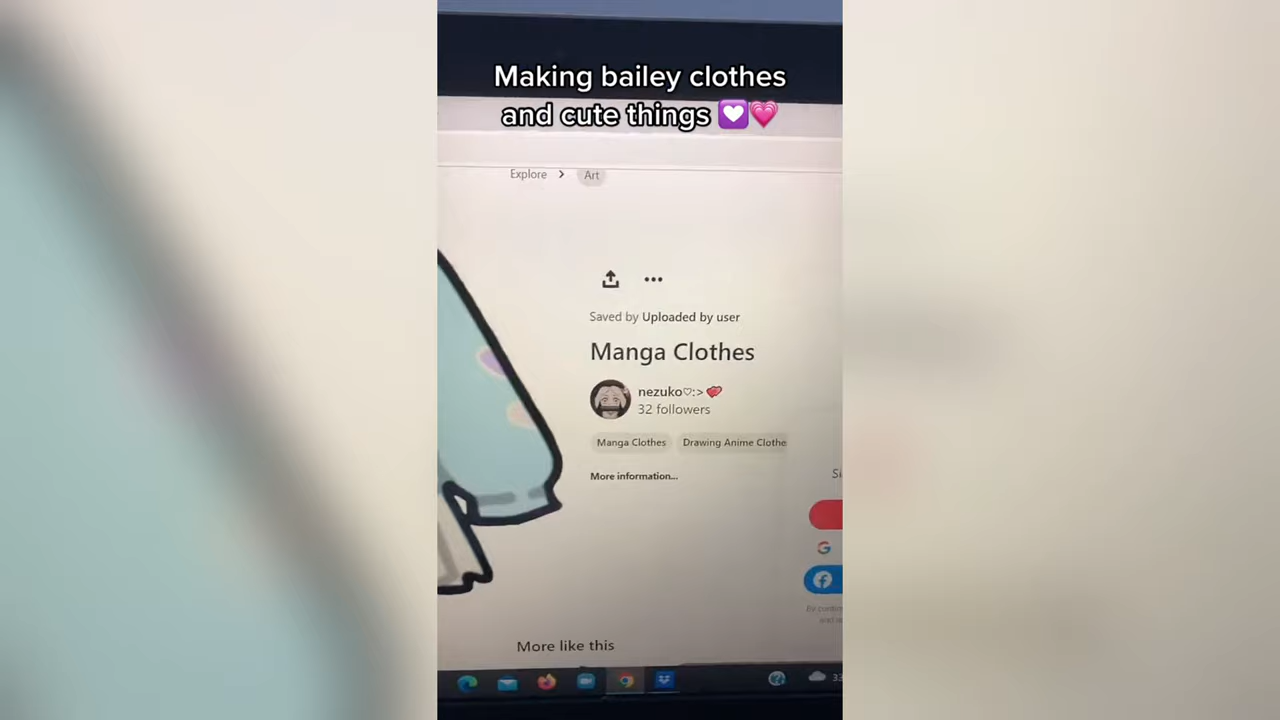 Making bailey clothes
and cute things
Explore > Art
Saved by Uploaded by user
Manga Clothes
nezuko♡:>
32 followers
Manga Clothes
Drawing Anime Clothe
More information...
More like this